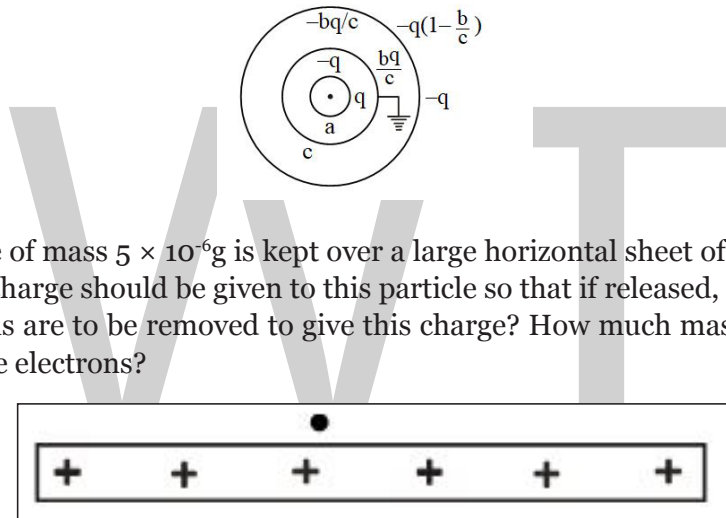 –bq/c
–q(1–b/c)
–q
bq/c
q
–q
a
c
e of mass 5 × 10⁻⁶g is kept over a large horizontal sheet of
harge should be given to this particle so that if released,
s are to be removed to give this charge? How much mas
e electrons?
+ + + + + +